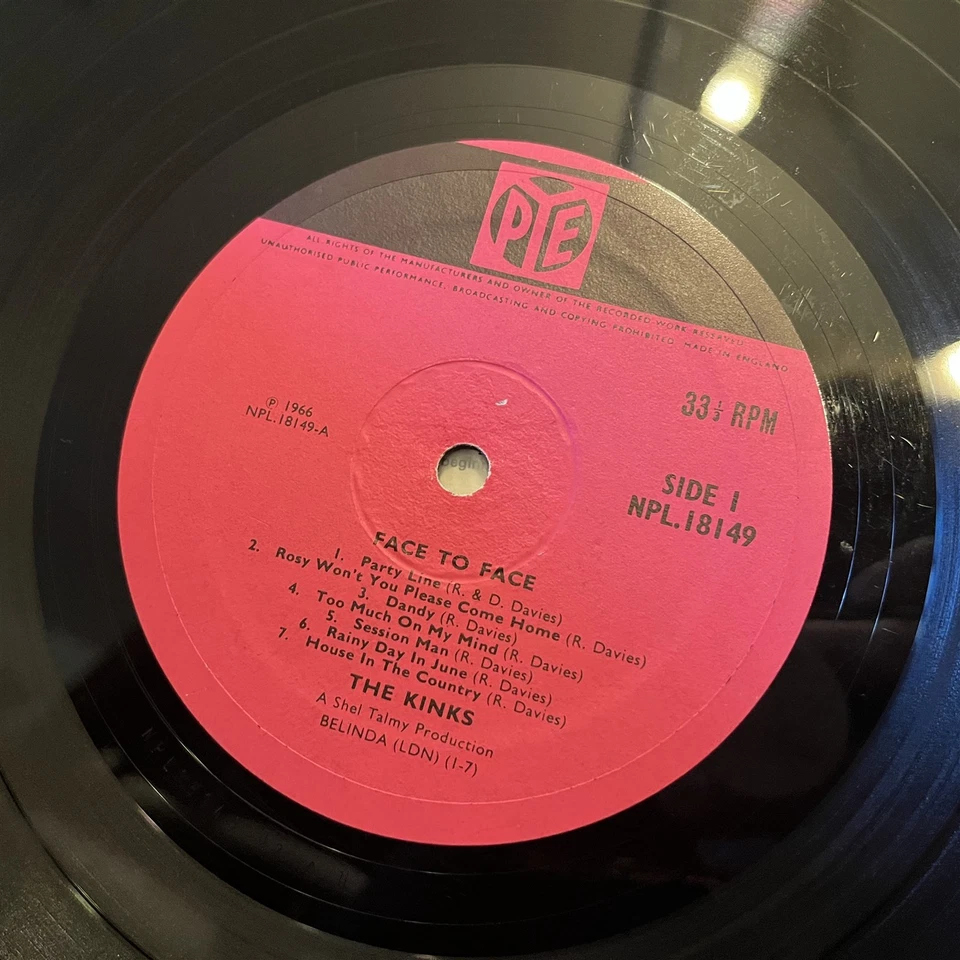 PYE
ALL RIGHTS OF THE MANUFACTURERS AND OWNER OF THE RECORDED WORK RESERVED
UNAUTHORISED PUBLIC PERFORMANCE, BROADCASTING AND COPYING PROHIBITED. MADE IN ENGLAND
Ⓟ 1966
NPL.18149-A
33⅓ RPM
SIDE 1
NPL.18149
begin
FACE TO FACE
1. Party Line (R. & D. Davies)
2. Rosy Won't You Please Come Home (R. Davies)
3. Dandy (R. Davies)
4. Too Much On My Mind (R. Davies)
5. Session Man (R. Davies)
6. Rainy Day In June (R. Davies)
7. House In The Country (R. Davies)
THE KINKS
A Shel Talmy Production
BELINDA (LDN) (1-7)